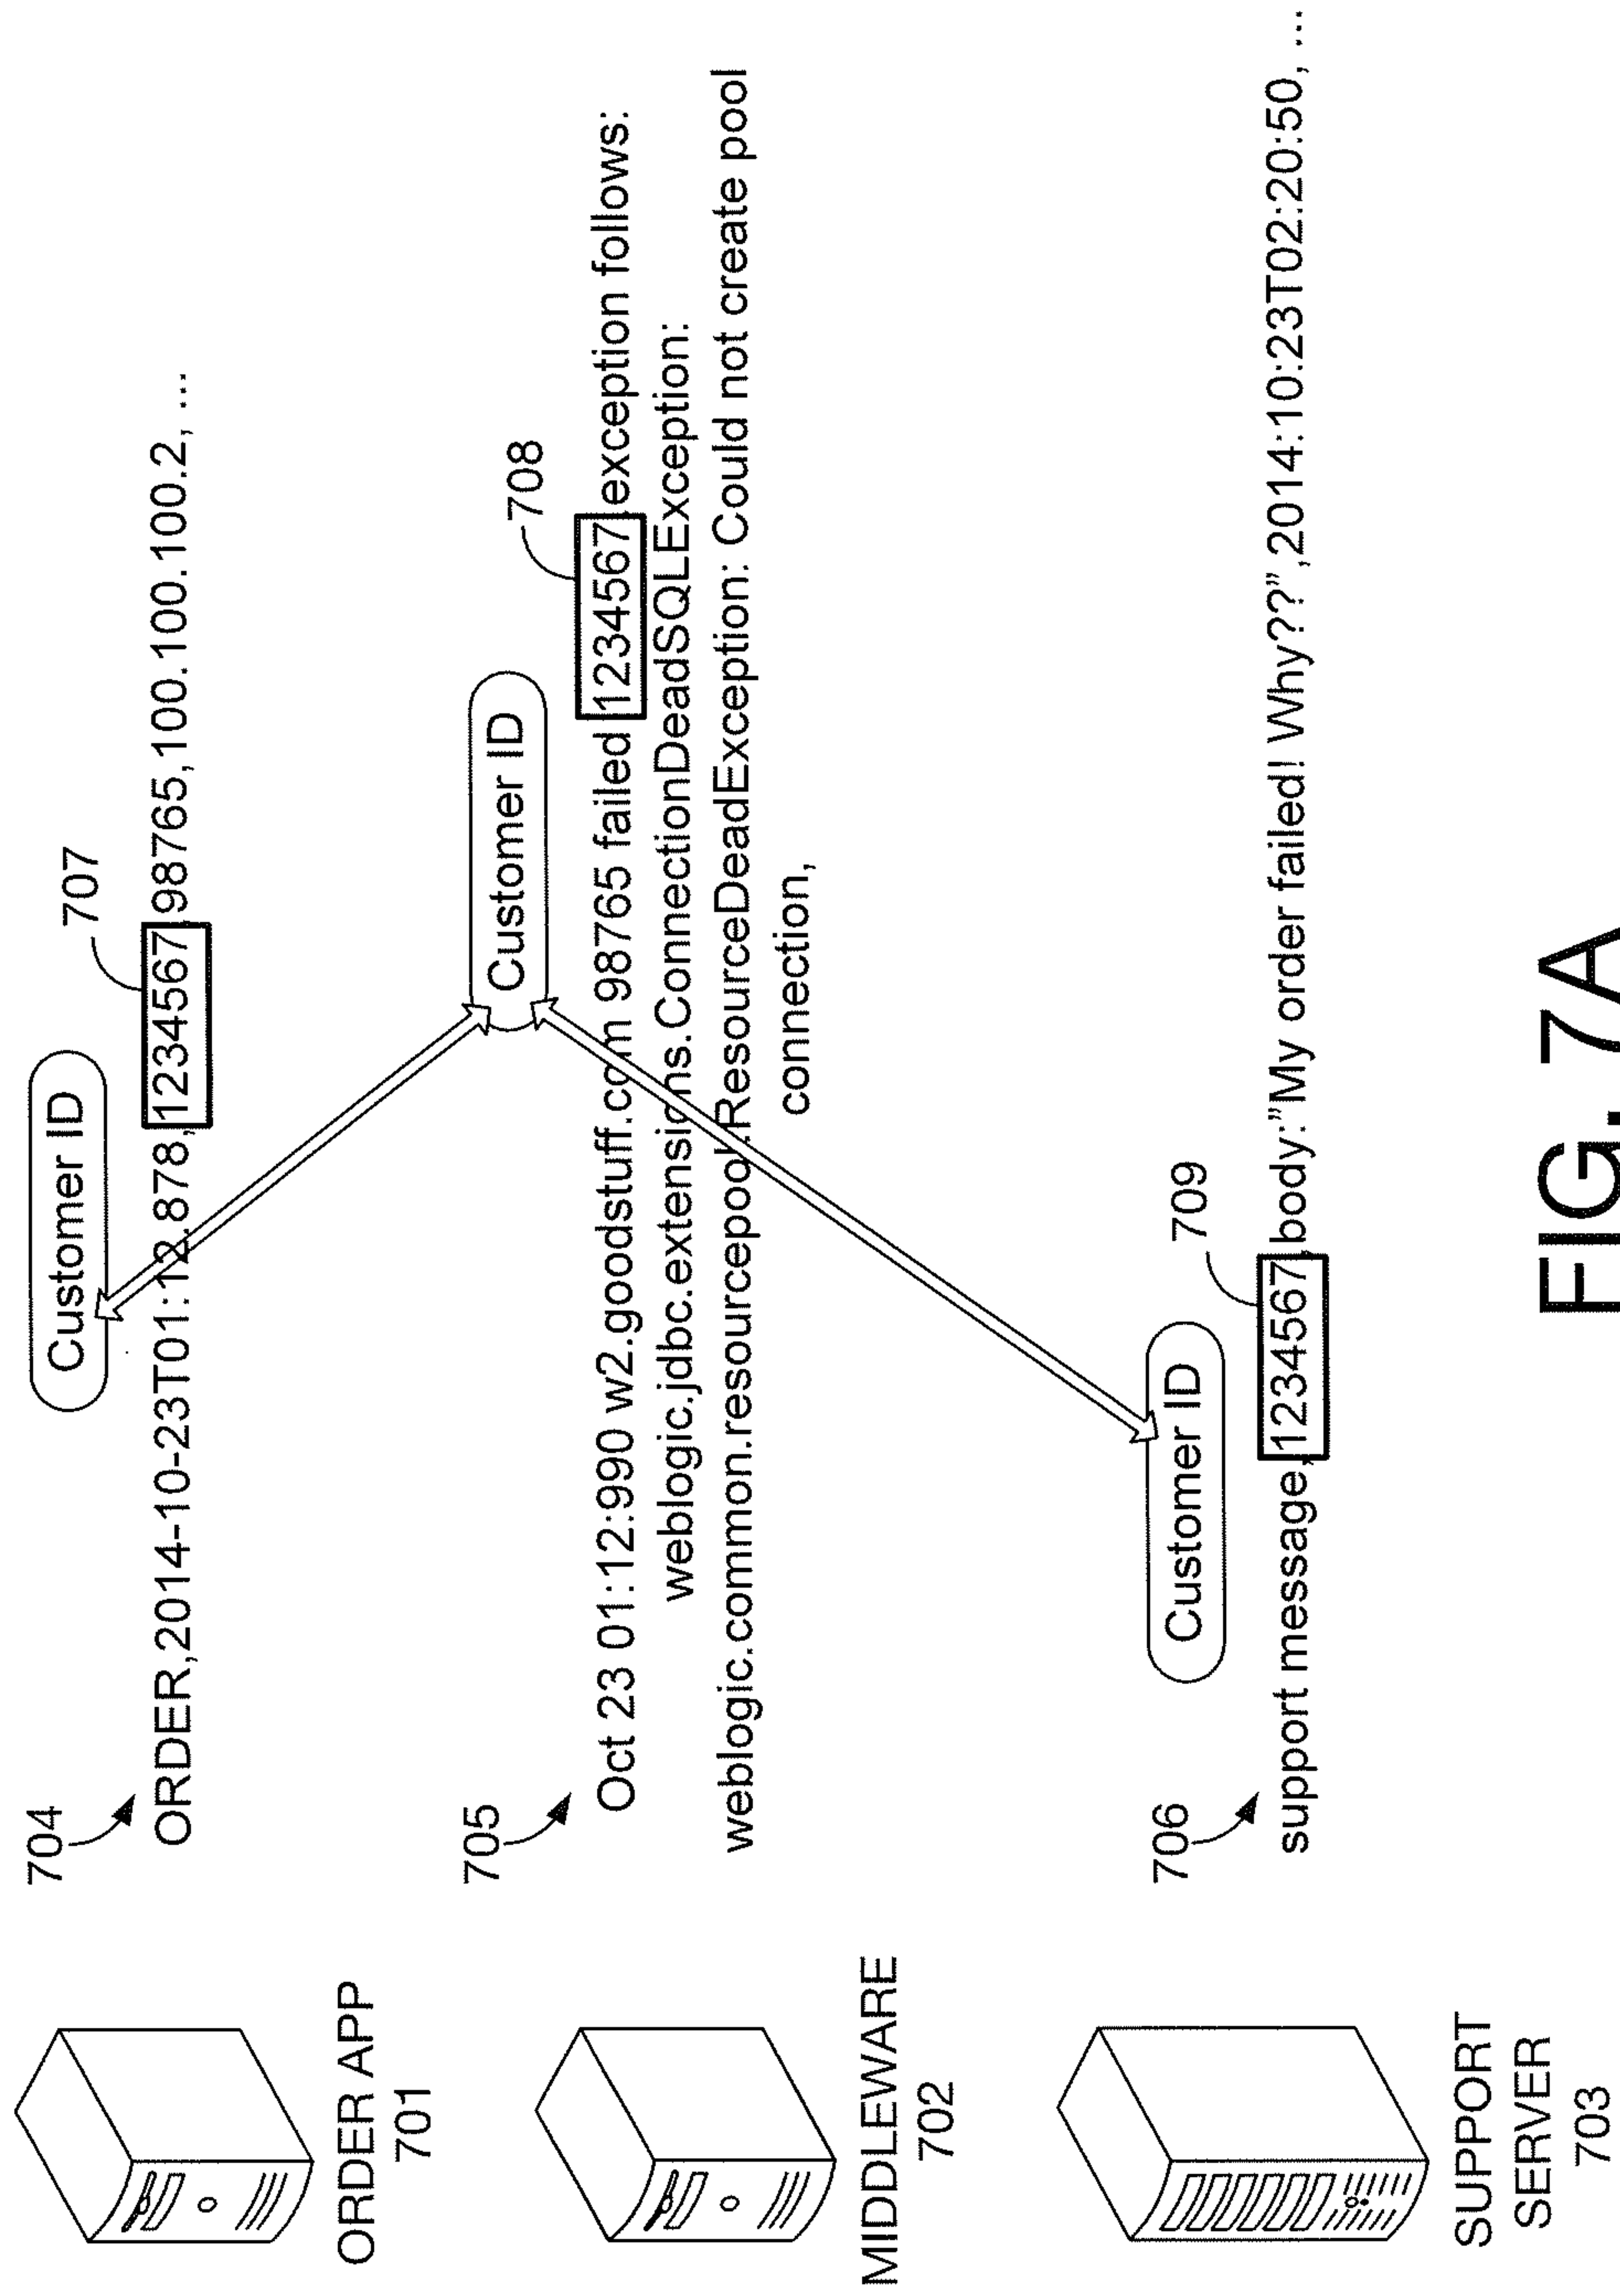 704
Customer ID
707
ORDER,2014-10-23T01:12.878,1234567,98765,100.100.100.2, ...
ORDER APP
701
705
Customer ID
708
Oct 23 01:12:990 w2.goodstuff.com 98765 failed 1234567,exception follows:
weblogic.jdbc.extensions.ConnectionDeadSQLException:
weblogic.common.resourcepool.ResourceDeadException: Could not create pool
connection,
MIDDLEWARE
702
706
Customer ID
709
support message,1234567,body:"My order failed! Why???",2014:10:23T02:20:50, ...
SUPPORT
SERVER
703
FIG. 7A